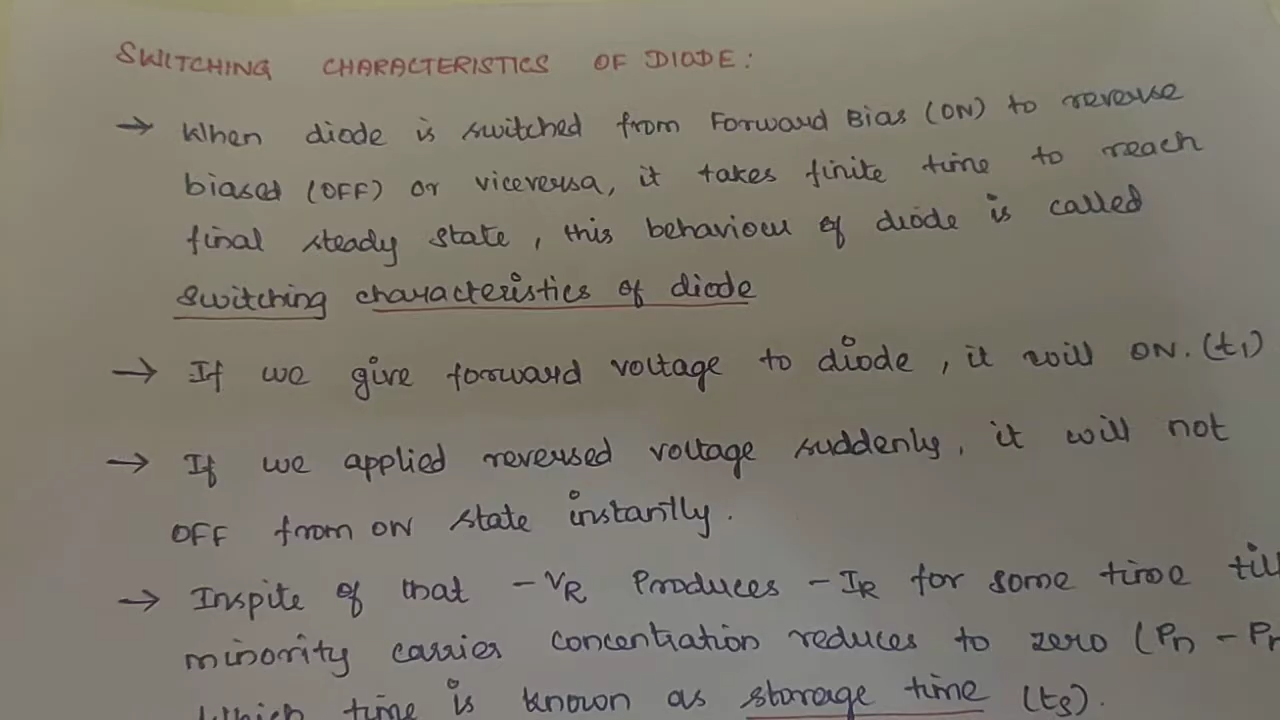 SWITCHING CHARACTERISTICS OF DIODE:
→ When diode is switched from Forward Bias (ON) to reverse
biased (OFF) or viceversa, it takes finite time to reach
final steady state, this behaviour of diode is called
switching characteristics of diode
→ If we give forward voltage to diode, it will ON. (t1)
→ If we applied reversed voltage suddenly, it will not
OFF from ON state instantly.
→ Inspite of that -VR Produces -IR for some time till
minority carrier concentration reduces to zero (Pn - Pn
which time is known as storage time (ts).